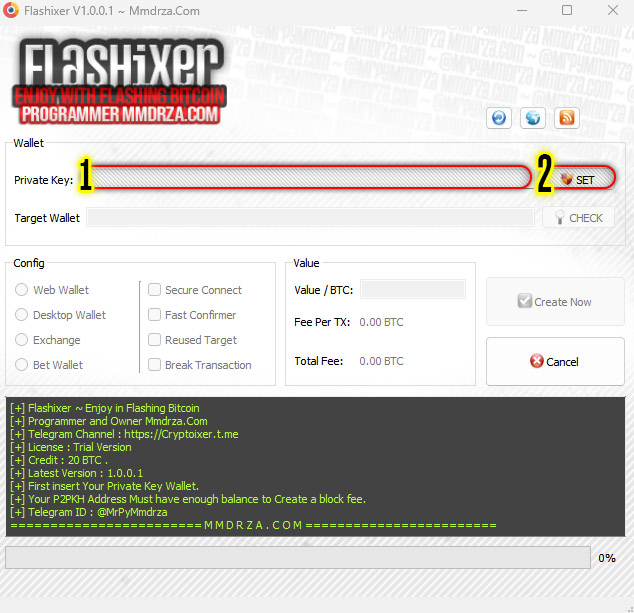 Flashixer V1.0.0.1 ~ Mmdrza.Com
FLASHIXER
ENJOY WITH FLASHING BITCOIN
PROGRAMMER MMDRZA.COM
Wallet
Private Key: 1 2 SET
Target Wallet CHECK
Config
Web Wallet Secure Connect
Desktop Wallet Fast Confirmer
Exchange Reused Target
Bet Wallet Break Transaction
Value
Value / BTC:
Fee Per TX: 0.00 BTC
Total Fee: 0.00 BTC
Create Now
Cancel
[+] Flashixer ~ Enjoy in Flashing Bitcoin
[+] Programmer and Owner Mmdrza.Com
[+] Telegram Channel : https://Cryptoixer.t.me
[+] License : Trial Version
[+] Credit : 20 BTC .
[+] Latest Version : 1.0.0.1
[+] First insert Your Private Key Wallet.
[+] Your P2PKH Address Must have enough balance to Create a block fee.
[+] Telegram ID : @MrPyMmdrza
======================== M M D R Z A . C O M ========================
0%